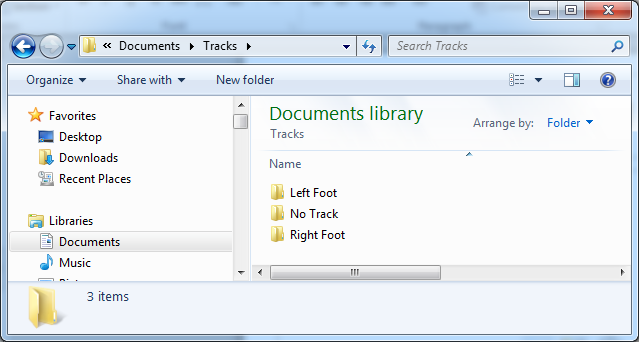 « Documents Tracks
Search Tracks
Organize Share with New folder
Favorites
Desktop
Downloads
Recent Places
Libraries
Documents
Music
Documents library
Tracks
Arrange by: Folder
Name
Left Foot
No Track
Right Foot
3 items